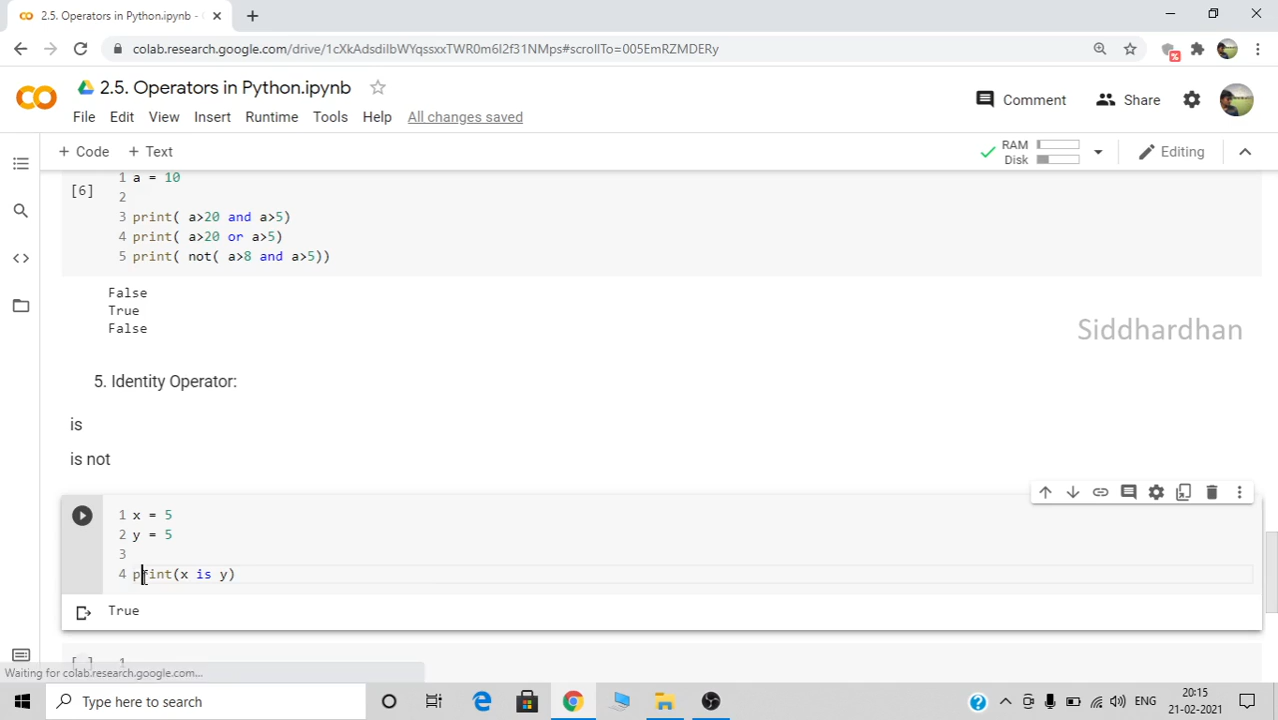 2.5. Operators in Python.ipynb - C
colab.research.google.com/drive/1cXkAdsdiIbWYqssxxTWR0m6I2f31NMps#scrollTo=005EmRZMDERy
2.5. Operators in Python.ipynb
File Edit View Insert Runtime Tools Help All changes saved
Comment Share
+ Code + Text
RAM
Disk
Editing
[6]
1 a = 10
2
3 print( a>20 and a>5)
4 print( a>20 or a>5)
5 print( not( a>8 and a>5))
False
True
False
Siddhardhan
5. Identity Operator:
is
is not
1 x = 5
2 y = 5
3
4 print(x is y)
True
[ ] 1
Waiting for colab.research.google.com...
Type here to search
ENG
20:15
21-02-2021